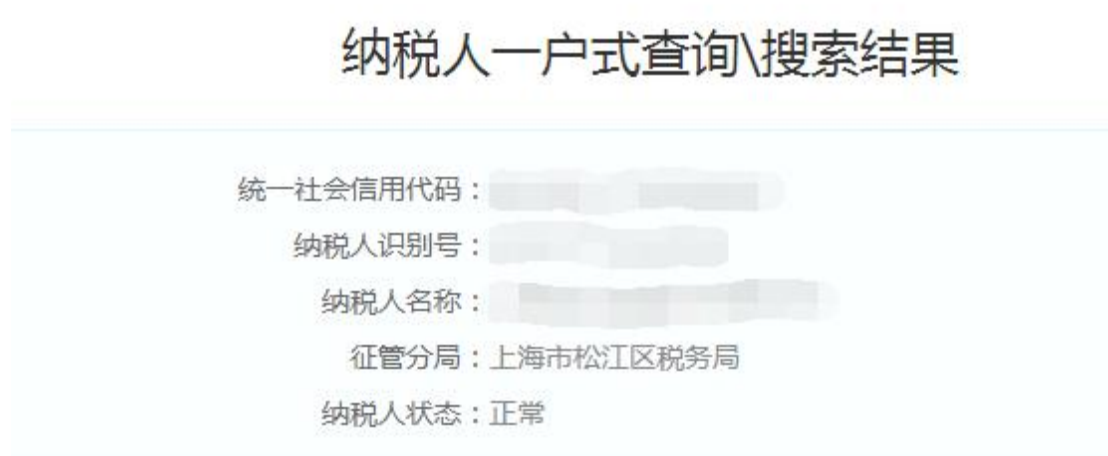 纳税人一户式查询\搜索结果
统一社会信用代码：
纳税人识别号：
纳税人名称：
征管分局：上海市松江区税务局
纳税人状态：正常